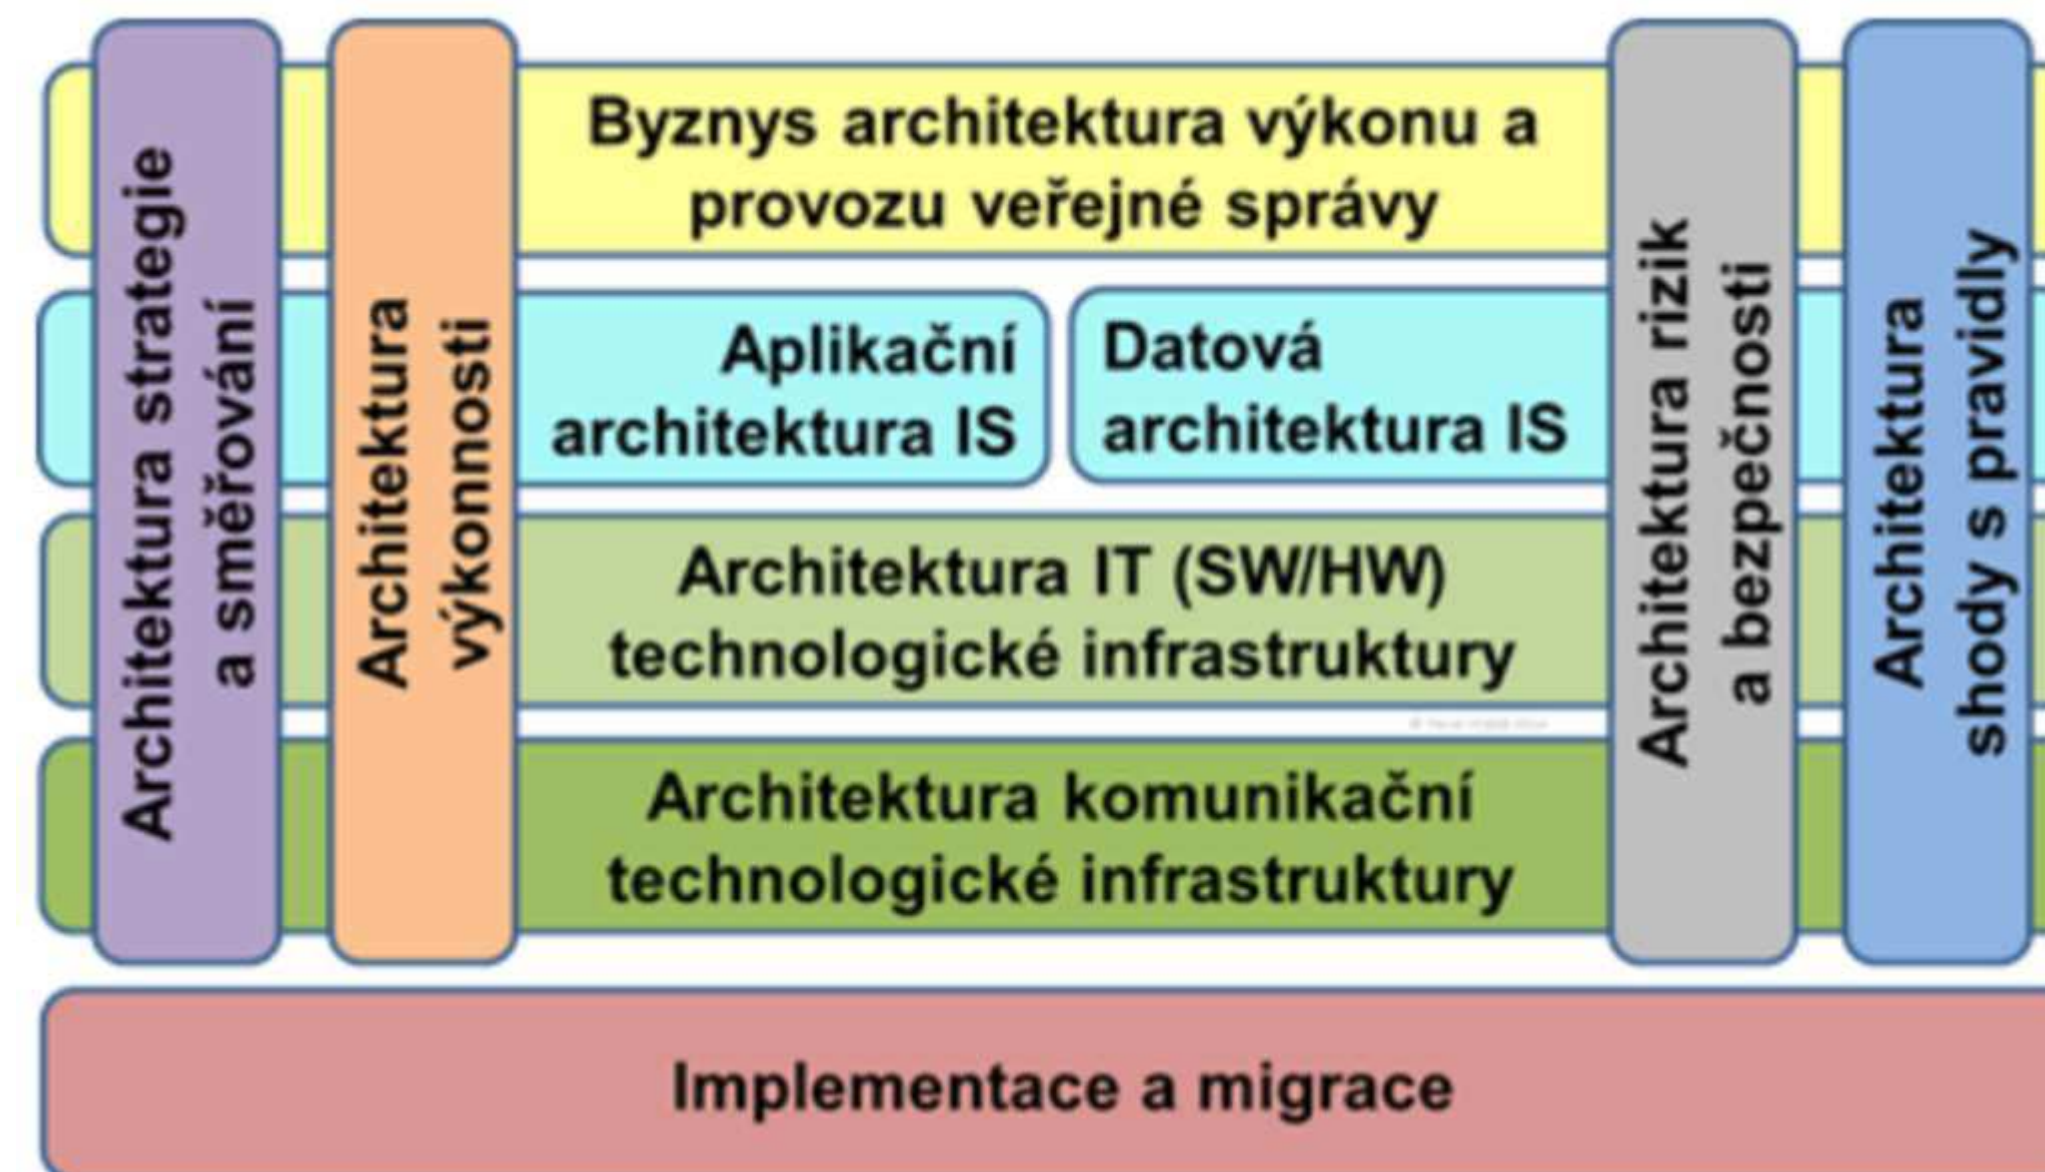 Architektura strategie
a směřování
Architektura
výkonnosti
Byznys architektura výkonu a
provozu veřejné správy
Aplikační
architektura IS
Datová
architektura IS
Architektura IT (SW/HW)
technologické infrastruktury
Architektura komunikační
technologické infrastruktury
Architektura rizik
a bezpečnosti
Architektura
shody s pravidly
Implementace a migrace